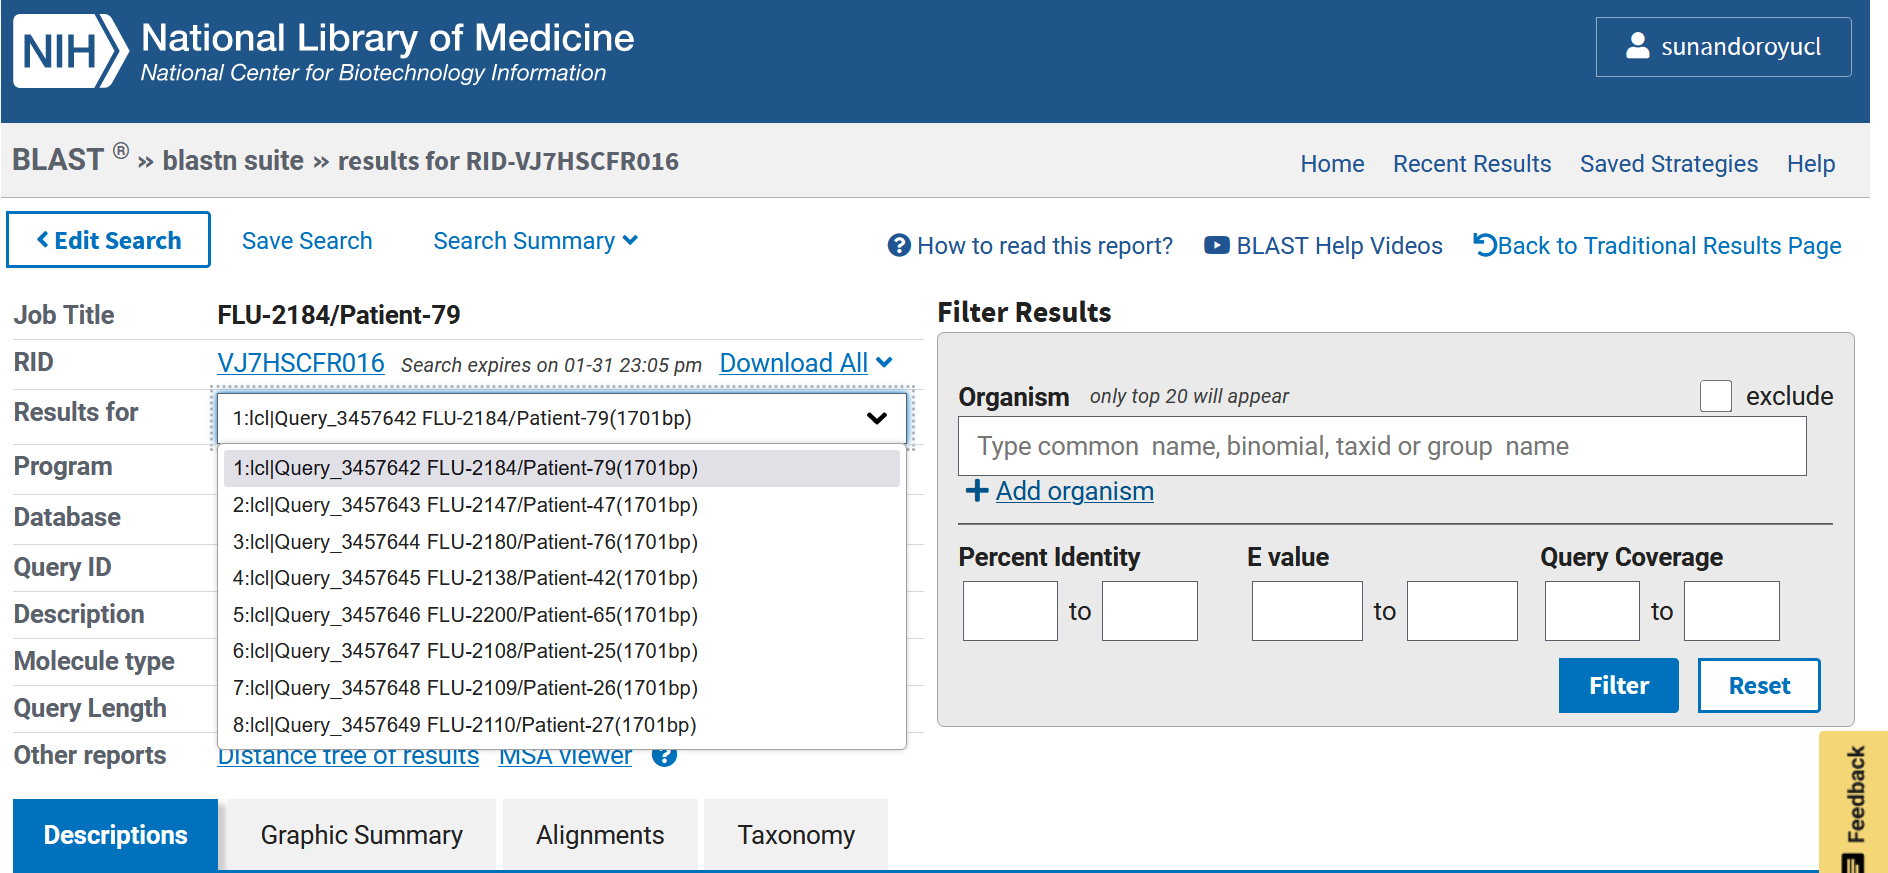 NIH National Library of Medicine
National Center for Biotechnology Information
sunandoroyucl
BLAST ® » blastn suite » results for RID-VJ7HSCFR016
Home Recent Results Saved Strategies Help
Edit Search Save Search Search Summary
How to read this report? BLAST Help Videos Back to Traditional Results Page
Job Title FLU-2184/Patient-79
RID VJ7HSCFR016 Search expires on 01-31 23:05 pm Download All
Results for 1:lcl|Query_3457642 FLU-2184/Patient-79(1701bp)
1:lcl|Query_3457642 FLU-2184/Patient-79(1701bp)
2:lcl|Query_3457643 FLU-2147/Patient-47(1701bp)
3:lcl|Query_3457644 FLU-2180/Patient-76(1701bp)
4:lcl|Query_3457645 FLU-2138/Patient-42(1701bp)
5:lcl|Query_3457646 FLU-2200/Patient-65(1701bp)
6:lcl|Query_3457647 FLU-2108/Patient-25(1701bp)
7:lcl|Query_3457648 FLU-2109/Patient-26(1701bp)
8:lcl|Query_3457649 FLU-2110/Patient-27(1701bp)
Program
Database
Query ID
Description
Molecule type
Query Length
Other reports Distance tree of results MSA viewer
Filter Results
Organism only top 20 will appear exclude
Type common name, binomial, taxid or group name
Add organism
Percent Identity E value Query Coverage
to to to
Filter Reset
Descriptions Graphic Summary Alignments Taxonomy
Feedback